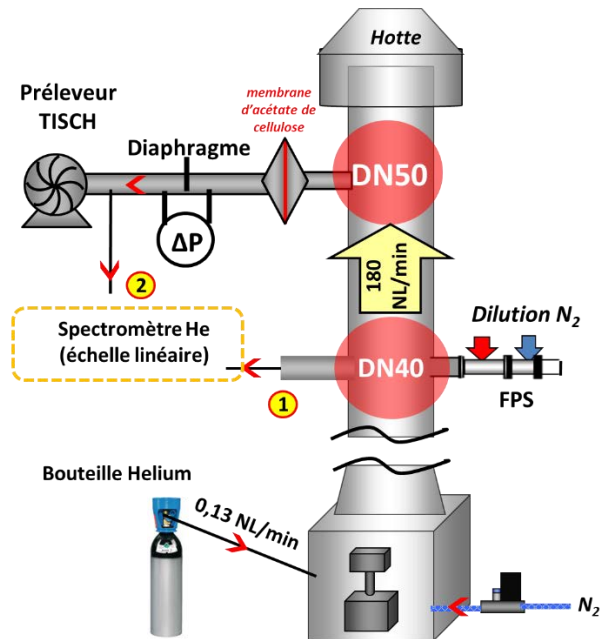 Hotte
membrane
d'acétate de
cellulose
Préleveur
TISCH
Diaphragme
DN50
ΔP
180
NL/min
2
Dilution N2
Spectromètre He
(échelle linéaire)
DN40
1
FPS
Bouteille Helium
0,13 NL/min
N2